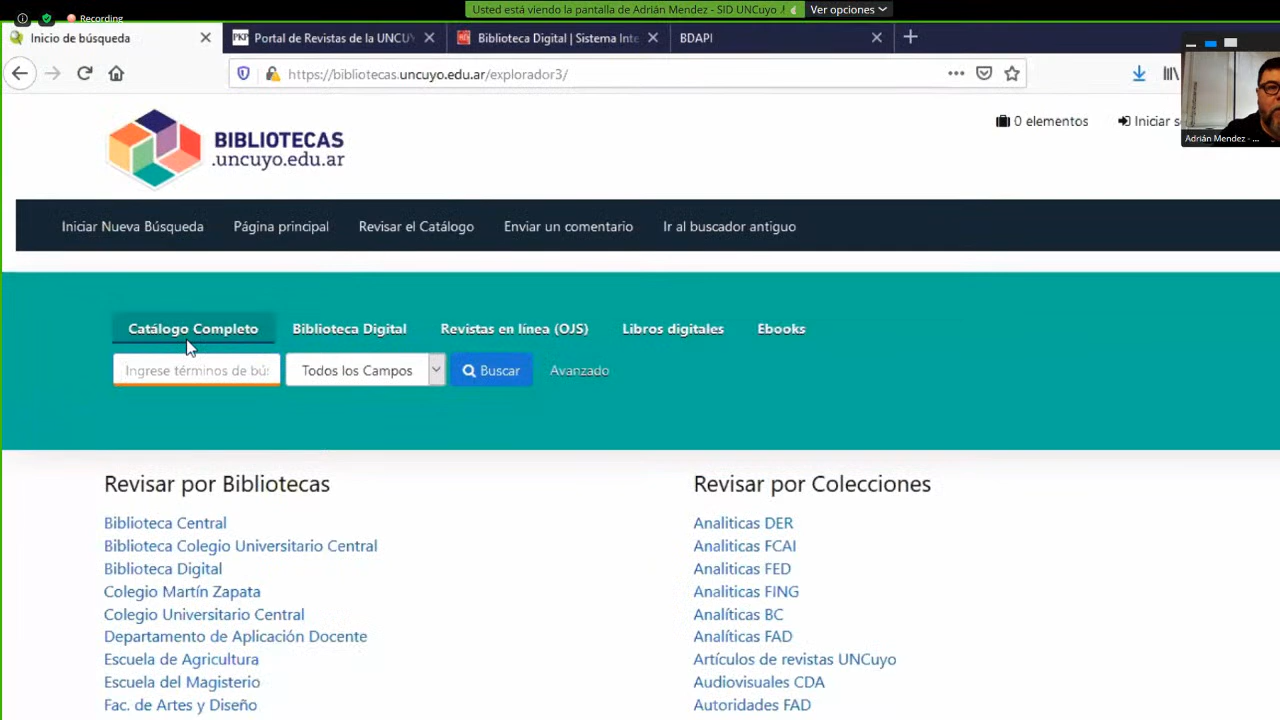 Recording
Usted está viendo la pantalla de Adrián Mendez - SID UNCuyo
Ver opciones
Inicio de búsqueda
PKP
Portal de Revistas de la UNCUY
Biblioteca Digital | Sistema Inte
BDAPI
https://bibliotecas.uncuyo.edu.ar/explorador3/
BIBLIOTECAS
.uncuyo.edu.ar
0 elementos
Iniciar
Adrián Mendez - ...
Iniciar Nueva Búsqueda
Página principal
Revisar el Catálogo
Enviar un comentario
Ir al buscador antiguo
Catálogo Completo
Biblioteca Digital
Revistas en línea (OJS)
Libros digitales
Ebooks
Ingrese términos de bús
Todos los Campos
Buscar
Avanzado
Revisar por Bibliotecas
Biblioteca Central
Biblioteca Colegio Universitario Central
Biblioteca Digital
Colegio Martín Zapata
Colegio Universitario Central
Departamento de Aplicación Docente
Escuela de Agricultura
Escuela del Magisterio
Fac. de Artes y Diseño
Revisar por Colecciones
Analiticas DER
Analiticas FCAI
Analiticas FED
Analiticas FING
Analíticas BC
Analíticas FAD
Artículos de revistas UNCuyo
Audiovisuales CDA
Autoridades FAD